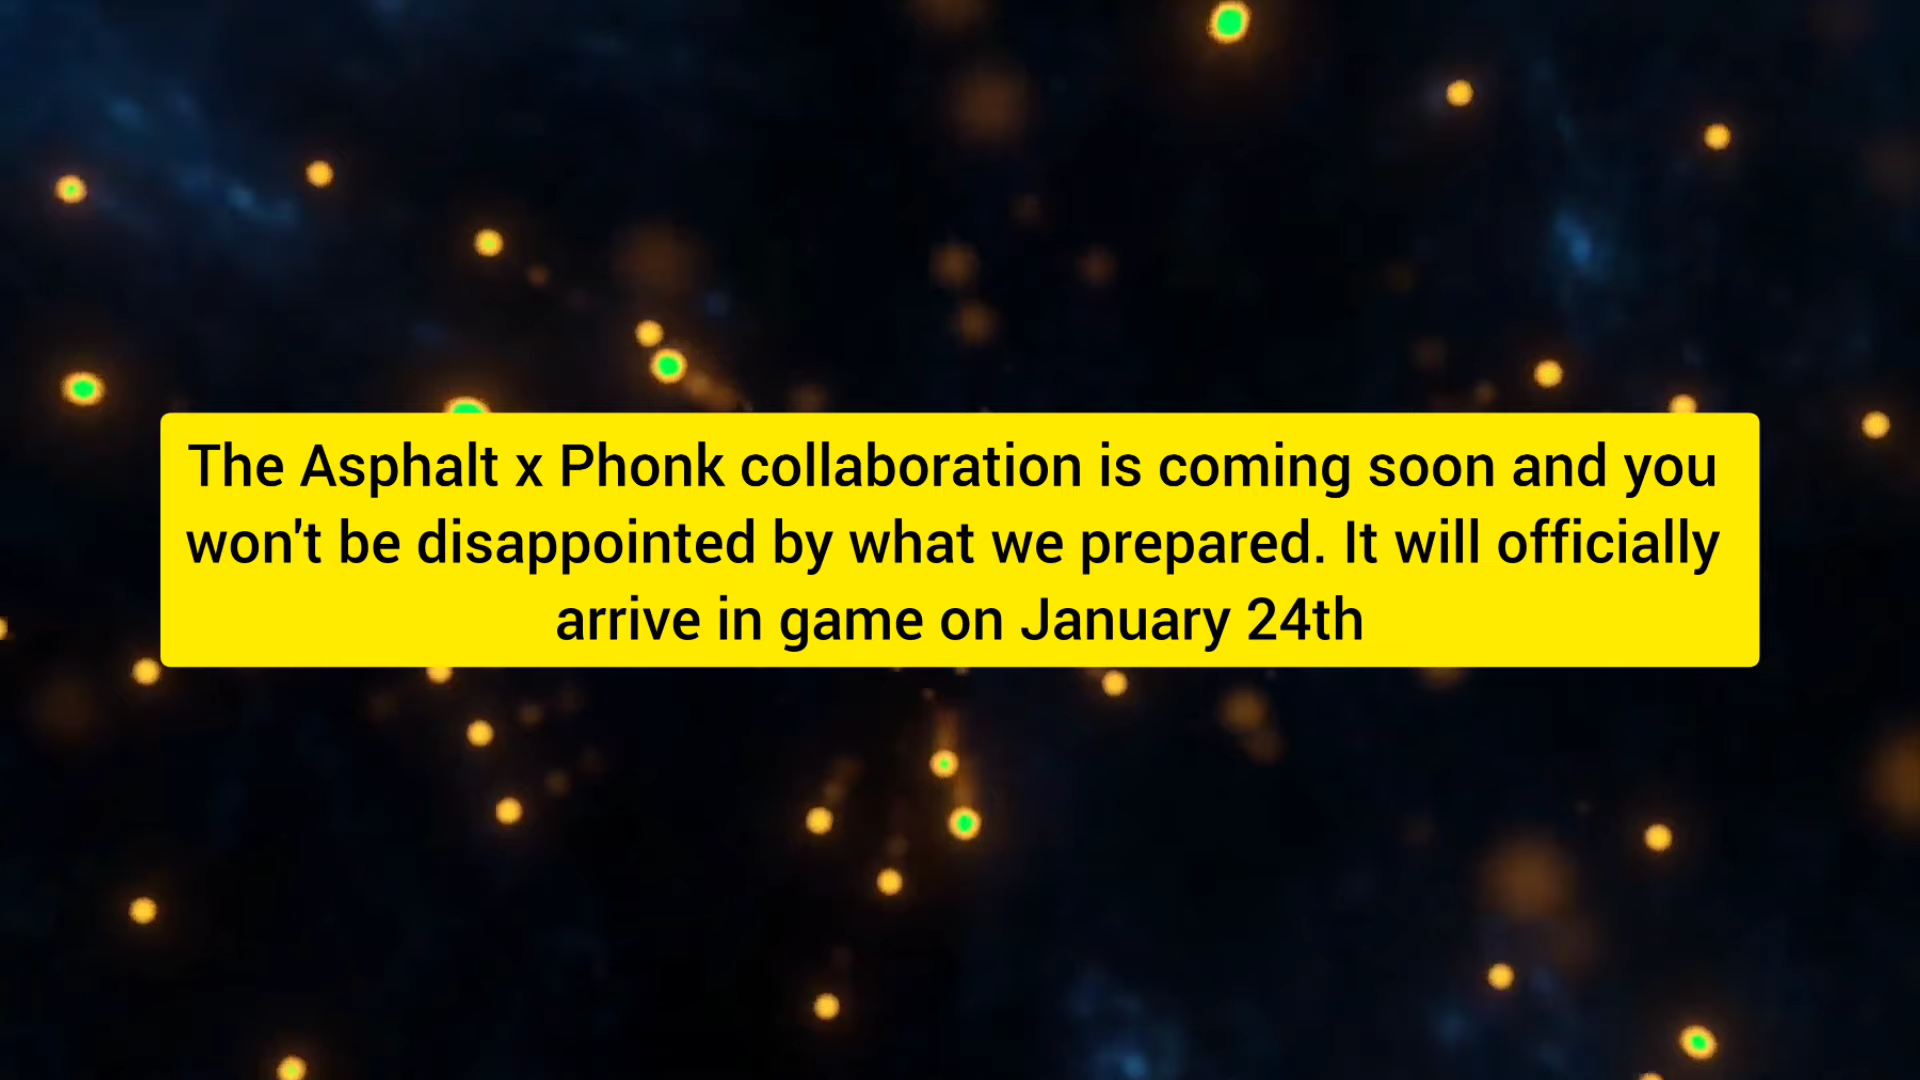 The Asphalt x Phonk collaboration is coming soon and you
won't be disappointed by what we prepared. It will officially
arrive in game on January 24th